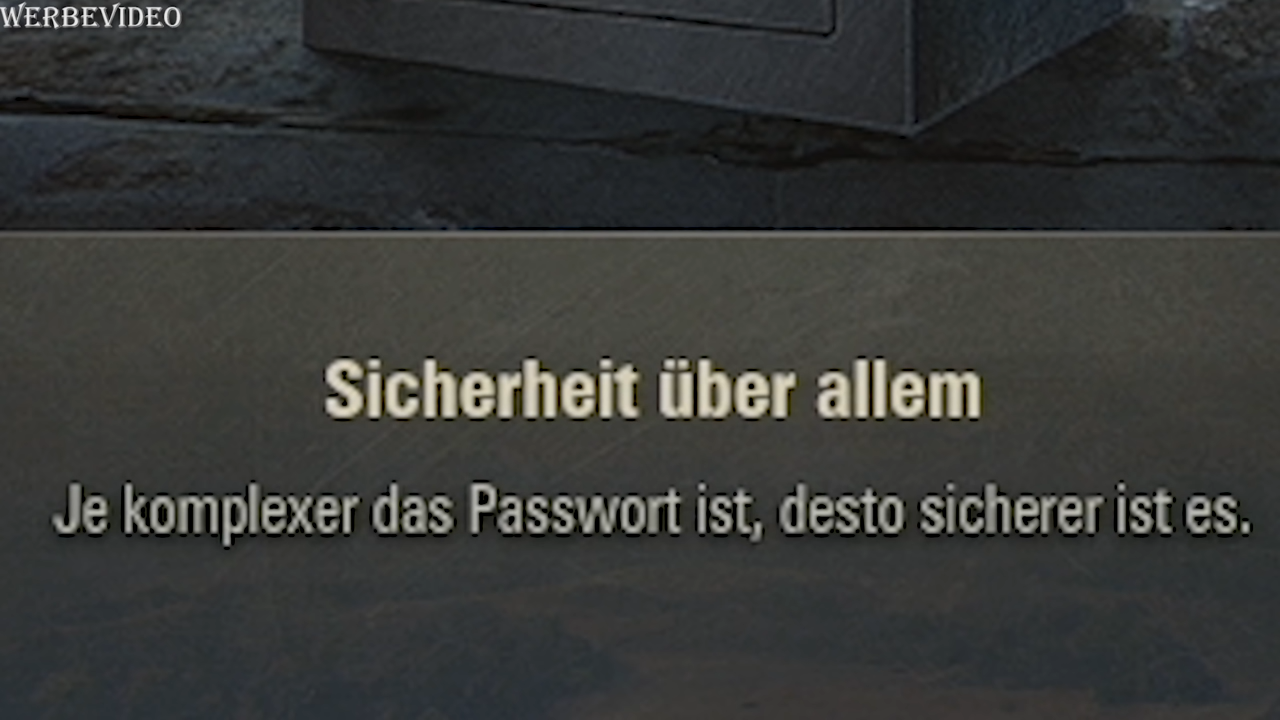 WERBEVIDEO
Sicherheit über allem
Je komplexer das Passwort ist, desto sicherer ist es.